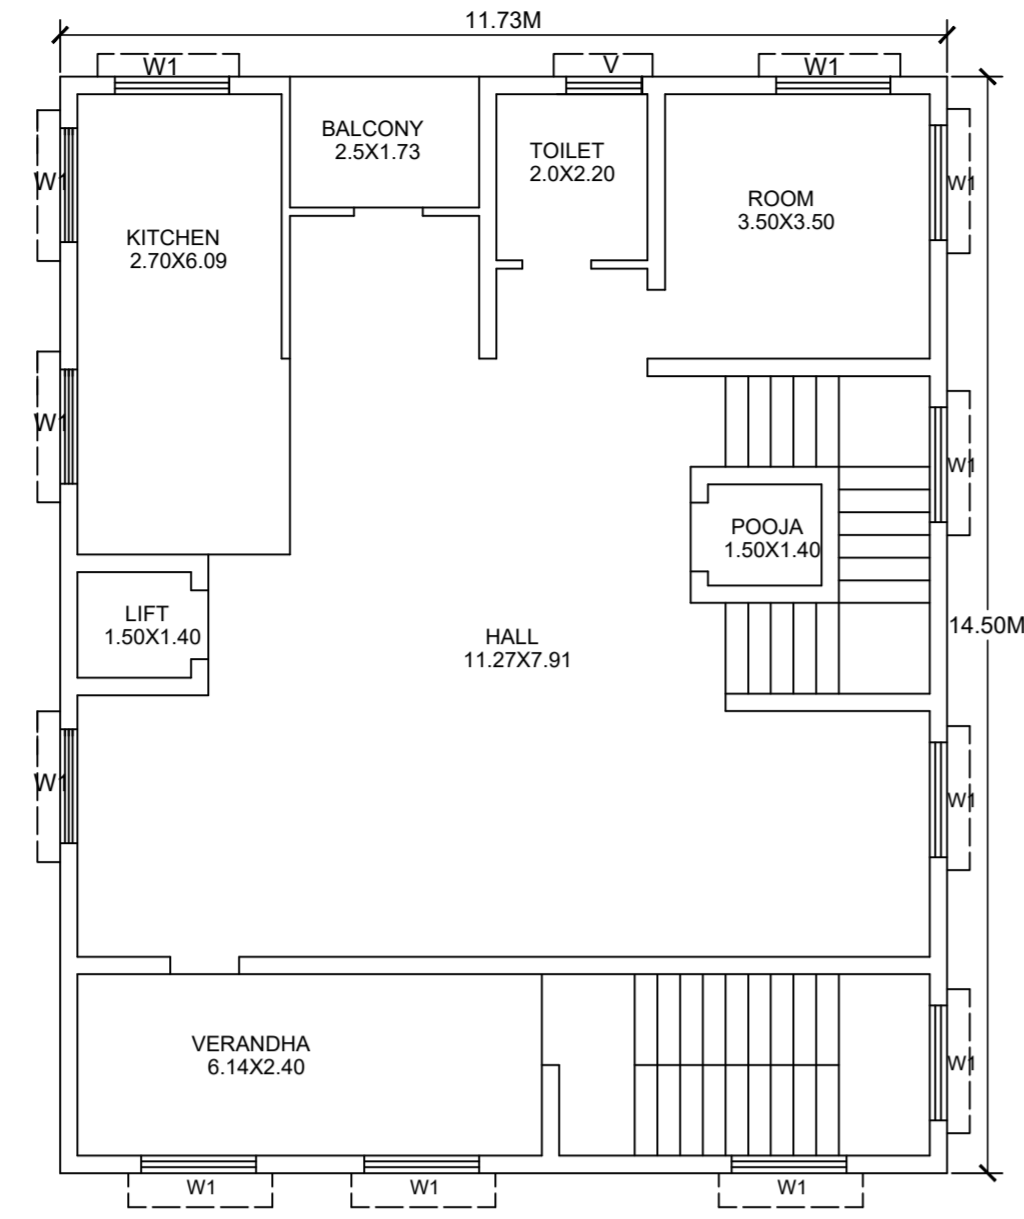 11.73M
W1
V
W1
BALCONY
2.5X1.73
TOILET
2.0X2.20
W1
W1
ROOM
3.50X3.50
KITCHEN
2.70X6.09
W1
W1
POOJA
1.50X1.40
LIFT
1.50X1.40
HALL
11.27X7.91
14.50M
W1
W1
VERANDHA
6.14X2.40
W1
W1
W1
W1